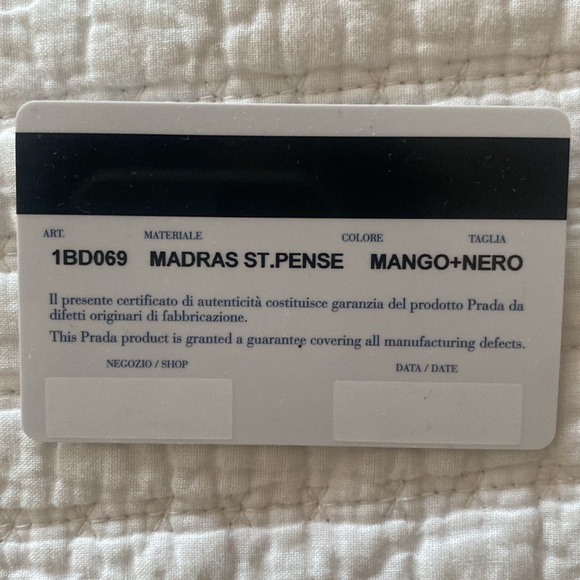 ART. MATERIALE COLORE TAGLIA
1BD069 MADRAS ST.PENSE MANGO+NERO
Il presente certificato di autenticità costituisce garanzia del prodotto Prada da
difetti originari di fabbricazione.
This Prada product is granted a guarantee covering all manufacturing defects.
NEGOZIO / SHOP DATA / DATE